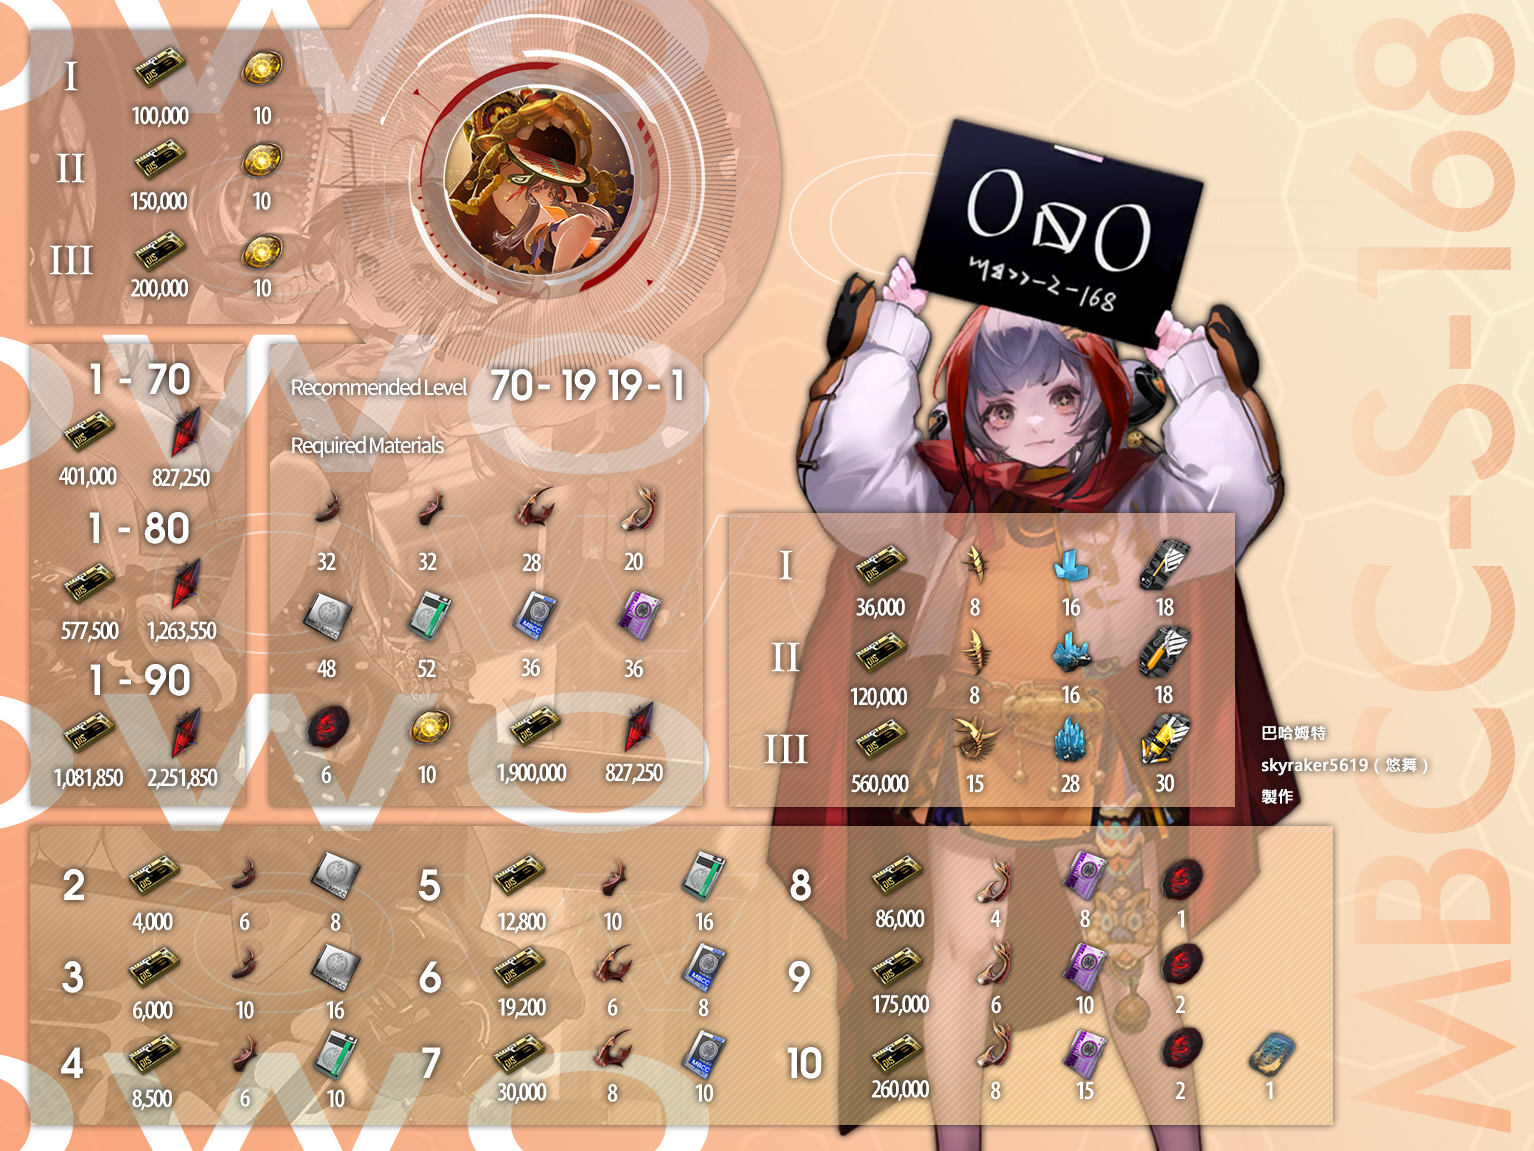 I
100,000 10
II
150,000 10
III
200,000 10
1 - 70
401,000 827,250
1 - 80
577,500 1,263,550
1 - 90
1,081,850 2,251,850
Recommended Level 70 - 19 19 - 1
Required Materials
32 32 28 20
48 52 36 36
6 10 1,900,000 827,250
OWO
MBCC-S-168
I
36,000 8 16 18
II
120,000 8 16 18
III
560,000 15 28 30
巴哈姆特
skyraker5619（悠舞）
製作
2
4,000 6 8
3
6,000 10 16
4
8,500 6 10
5
12,800 10 16
6
19,200 6 8
7
30,000 8 10
8
86,000 4 8 1
9
175,000 6 10 2
10
260,000 8 15 2 1